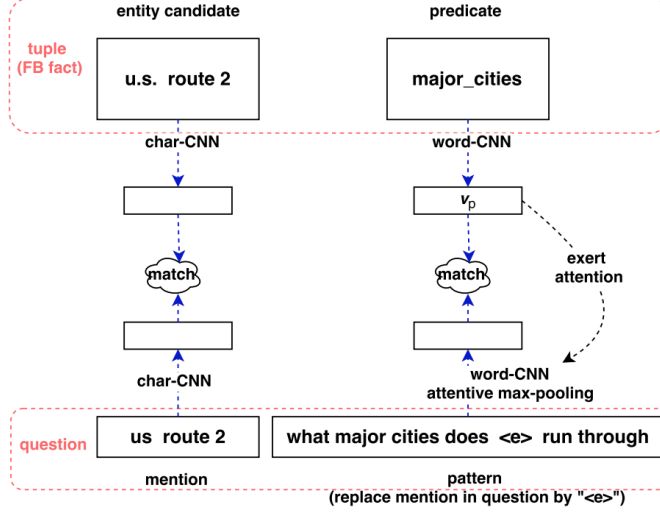 entity candidate
predicate
tuple
(FB fact)
u.s. route 2
major_cities
char-CNN
word-CNN
vp
exert
attention
match
match
char-CNN
word-CNN
attentive max-pooling
question
us route 2
what major cities does <e> run through
mention
pattern
(replace mention in question by "<e>")